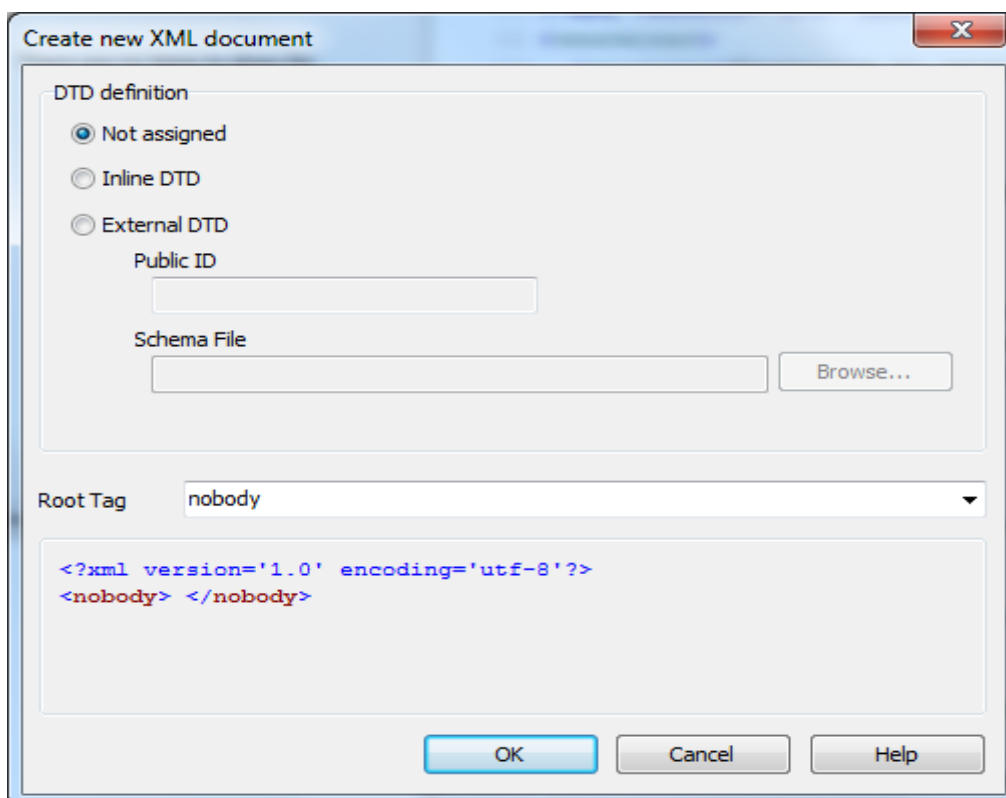 Create new XML document
DTD definition
Not assigned
Inline DTD
External DTD
Public ID
Schema File
Browse...
Root Tag nobody
<?xml version='1.0' encoding='utf-8'?>
<nobody> </nobody>
OK Cancel Help